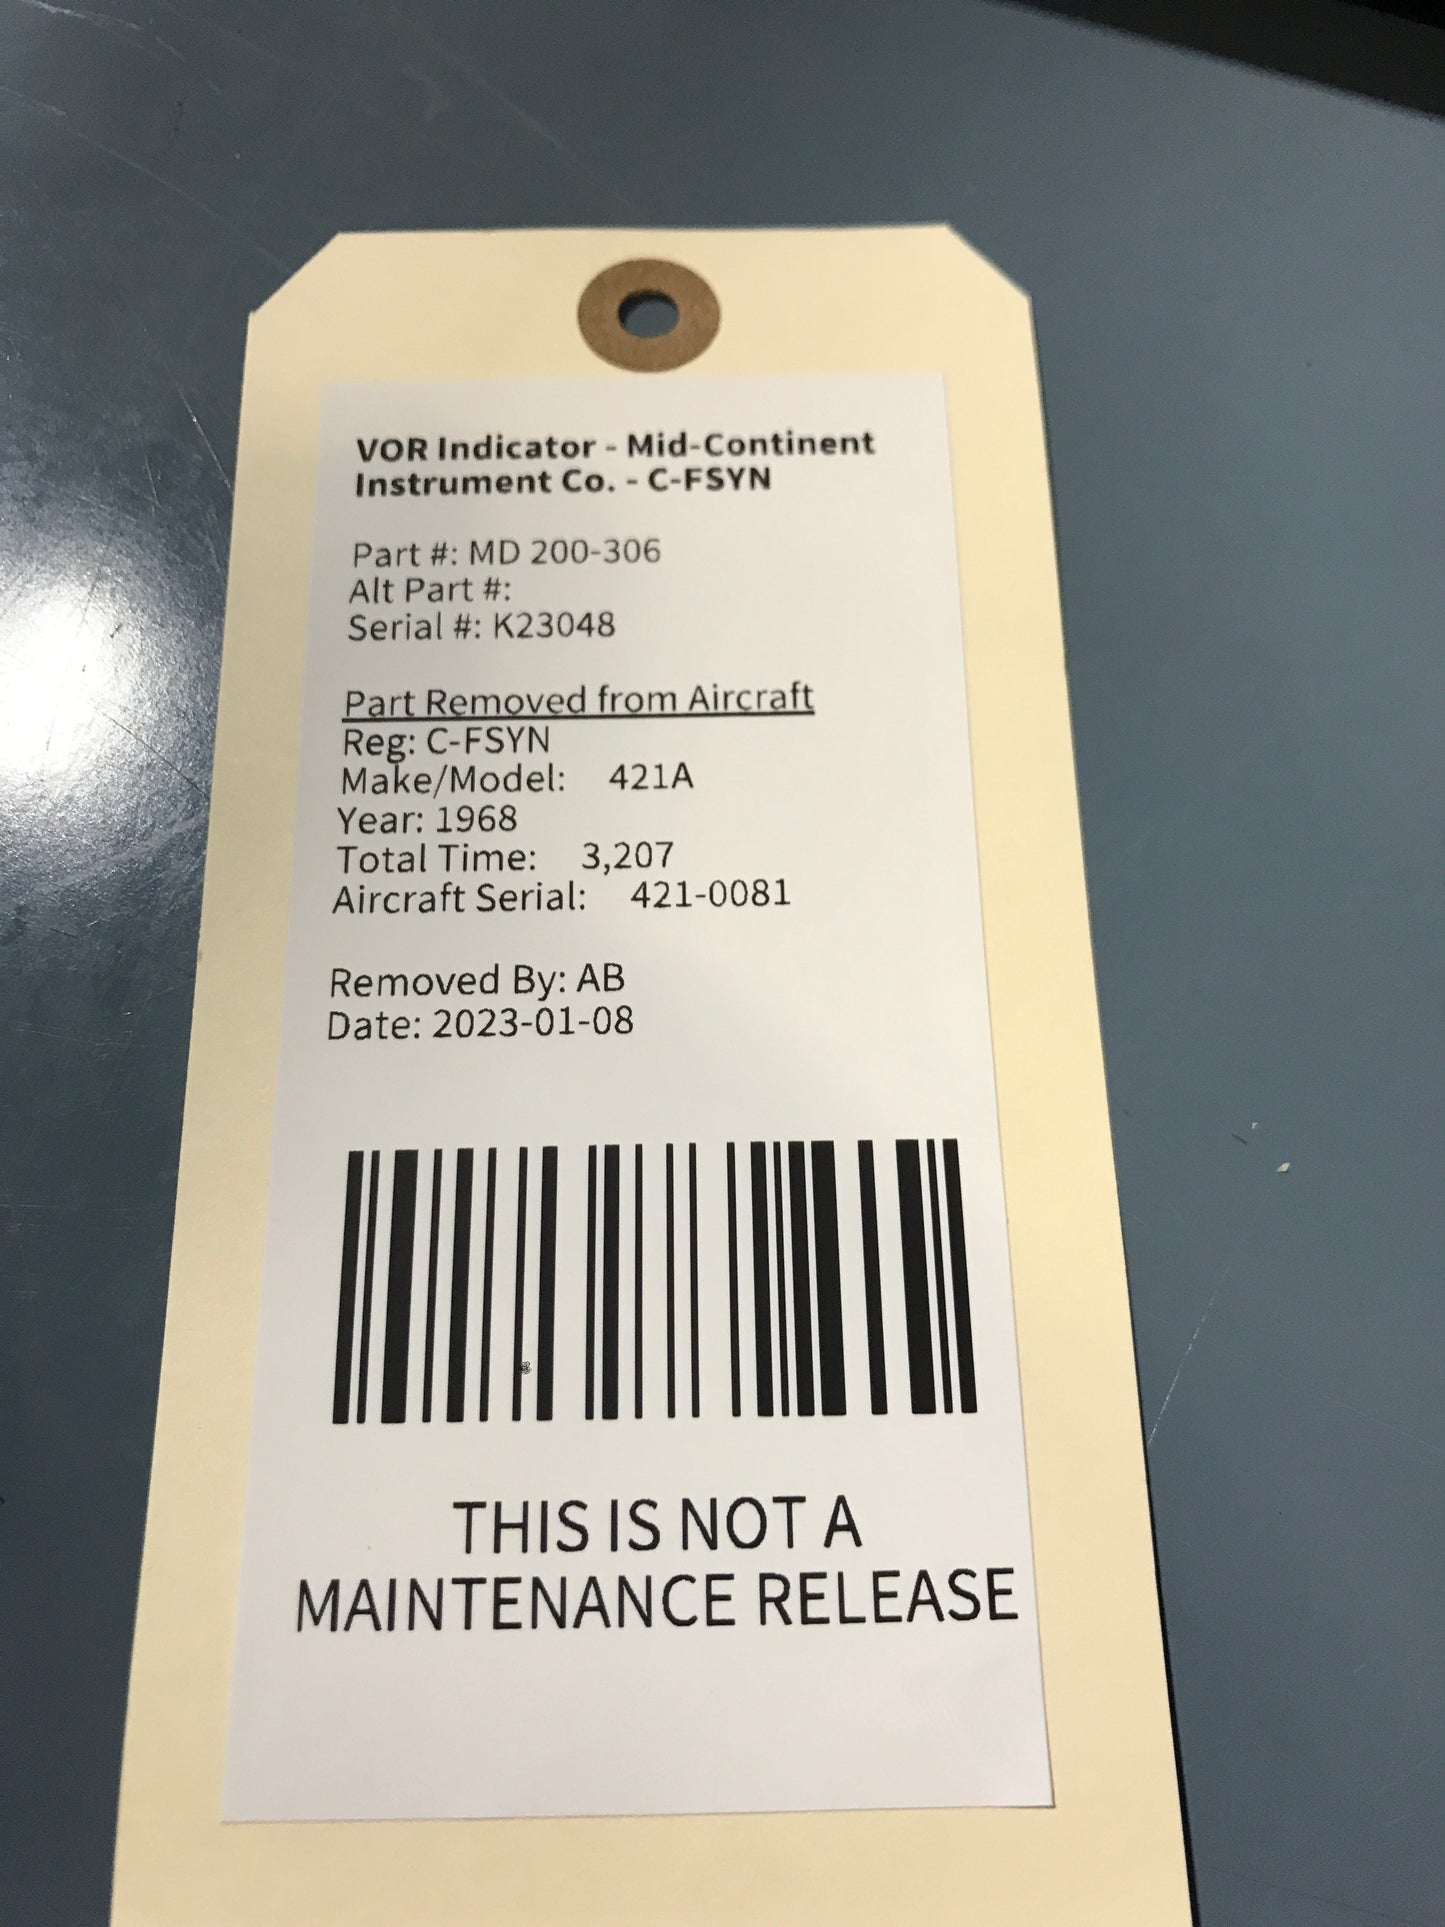 VOR Indicator - Mid-Continent
Instrument Co. - C-FSYN
Part #: MD 200-306
Alt Part #:
Serial #: K23048
Part Removed from Aircraft
Reg: C-FSYN
Make/Model: 421A
Year: 1968
Total Time: 3,207
Aircraft Serial: 421-0081
Removed By: AB
Date: 2023-01-08
THIS IS NOT A
MAINTENANCE RELEASE